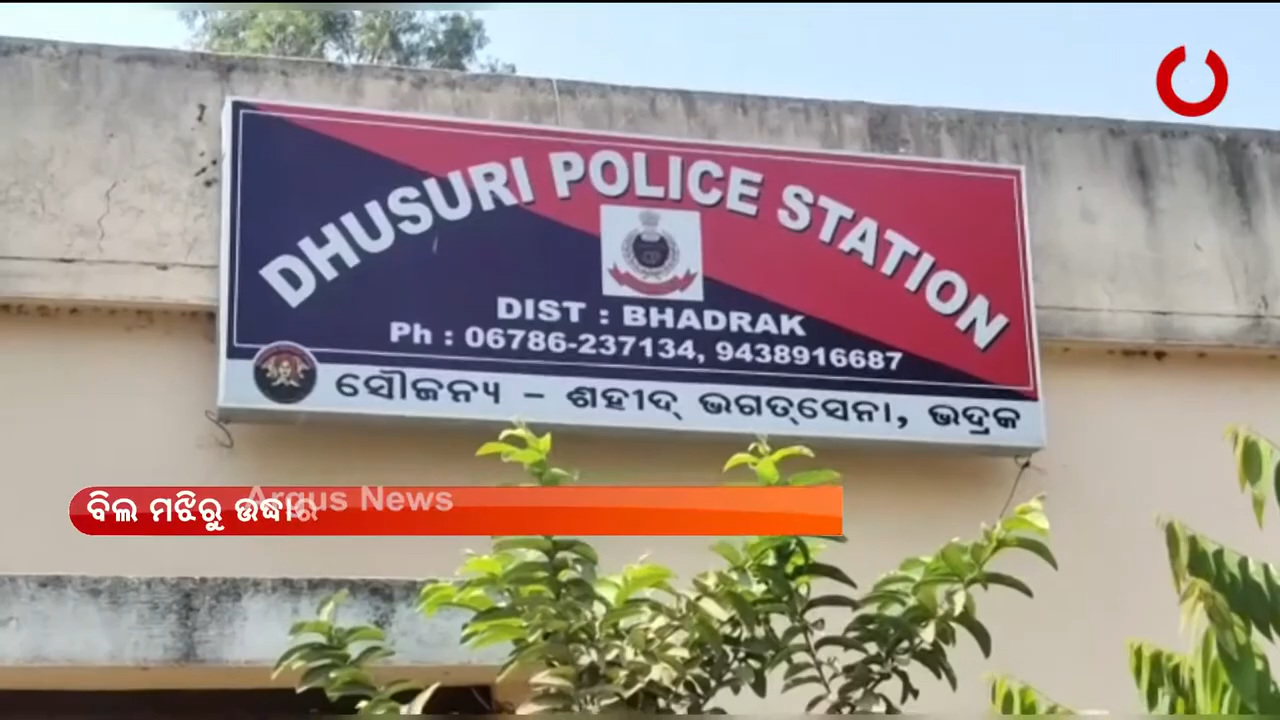 DHUSURI POLICE STATION
DIST : BHADRAK
Ph : 06786-237134, 9438916687
ସୌଜନ୍ୟ - ଶହୀଦ୍ ଭଗତ୍‌ସେନା, ଭଦ୍ରକ
Argus News
ବିଲ ମଝିରୁ ଉଦ୍ଧାର